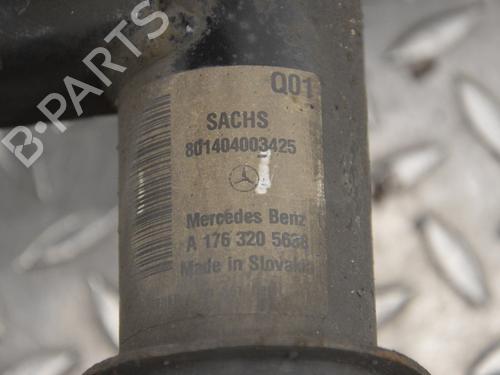 Q01
SACHS
801404003425
Mercedes Benz
A 176 320 5638
Made in Slovakia
B-PARTS